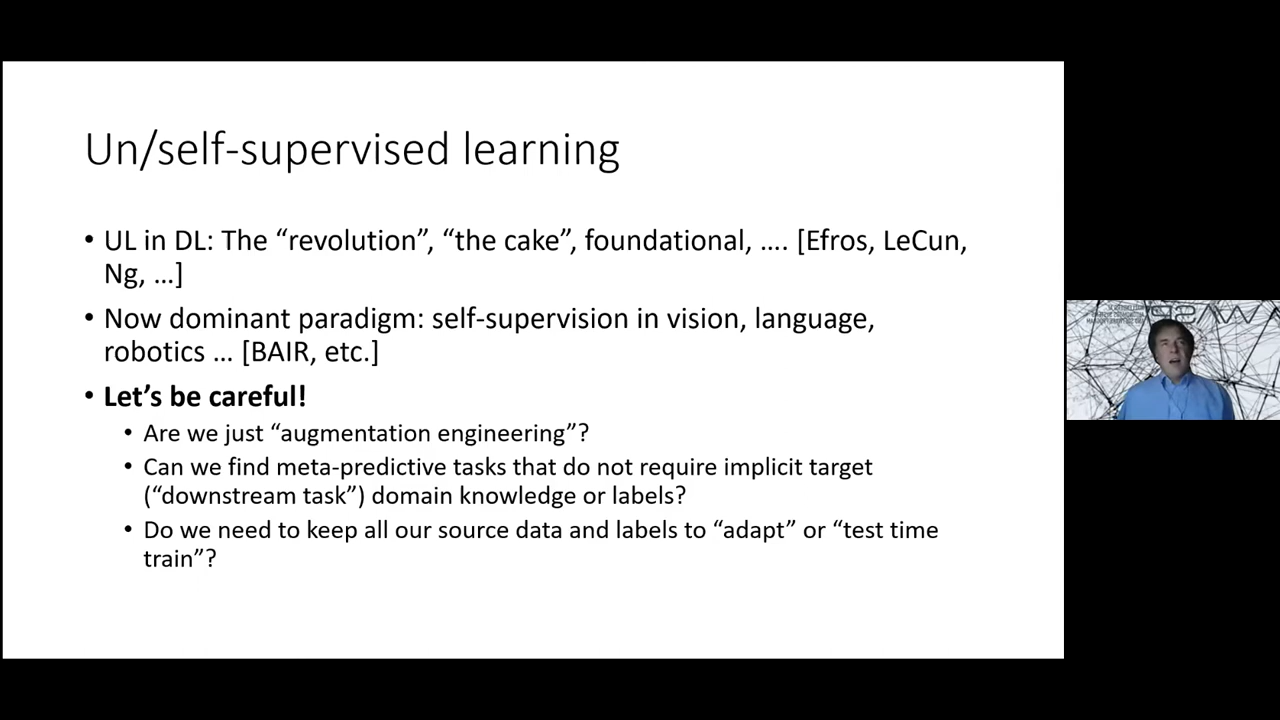 Un/self-supervised learning
• UL in DL: The “revolution”, “the cake”, foundational, …. [Efros, LeCun,
Ng, …]
• Now dominant paradigm: self-supervision in vision, language,
robotics … [BAIR, etc.]
• Let’s be careful!
• Are we just “augmentation engineering”?
• Can we find meta-predictive tasks that do not require implicit target
(“downstream task”) domain knowledge or labels?
• Do we need to keep all our source data and labels to “adapt” or “test time
train”?